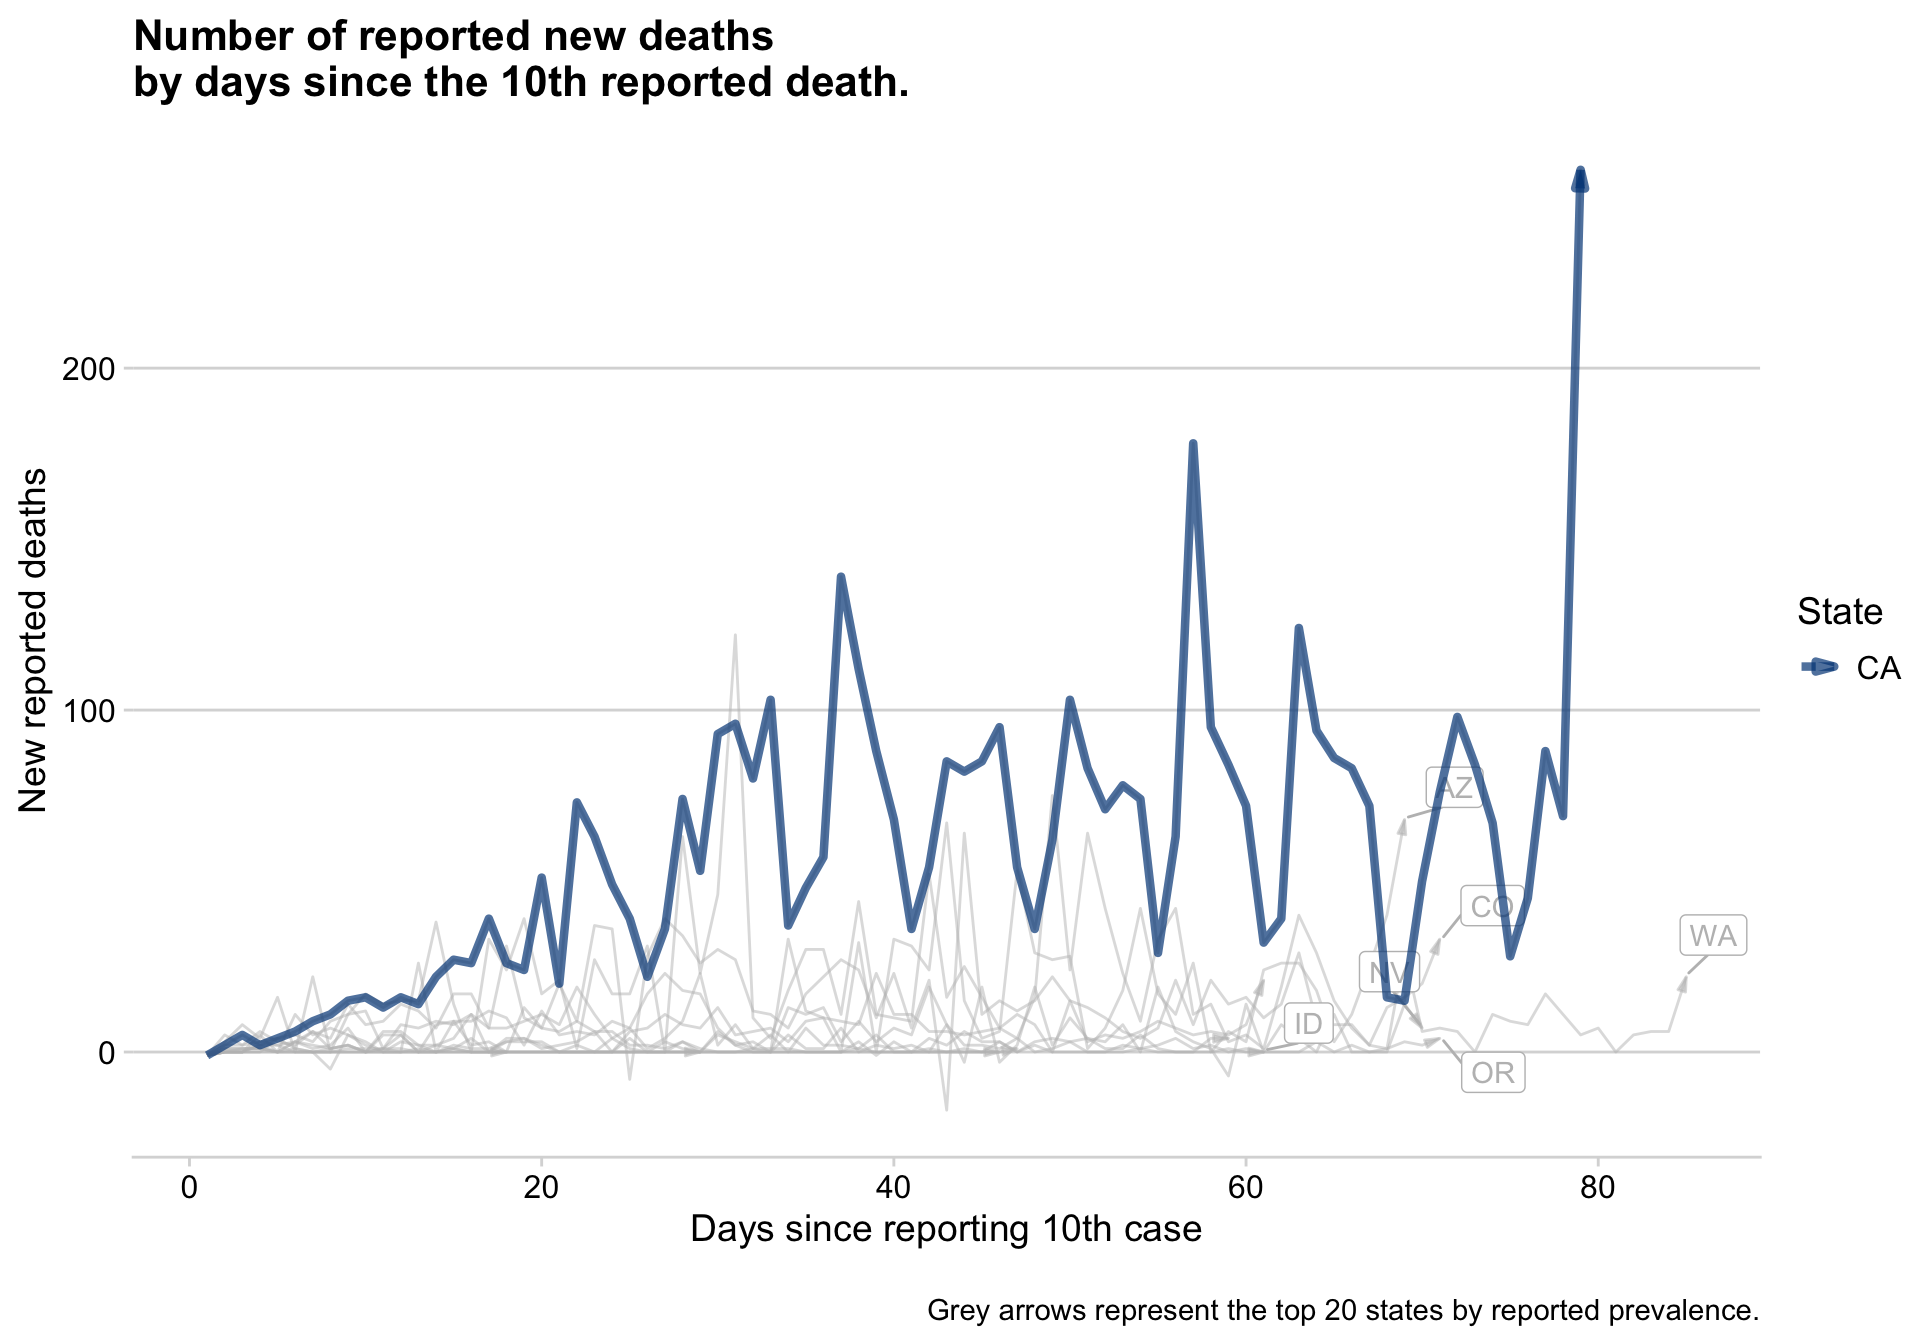 Number of reported new deaths
by days since the 10th reported death.
New reported deaths
200
100
0
AZ
CO
NV
WA
ID
OR
State
CA
0 20 40 60 80
Days since reporting 10th case
Grey arrows represent the top 20 states by reported prevalence.